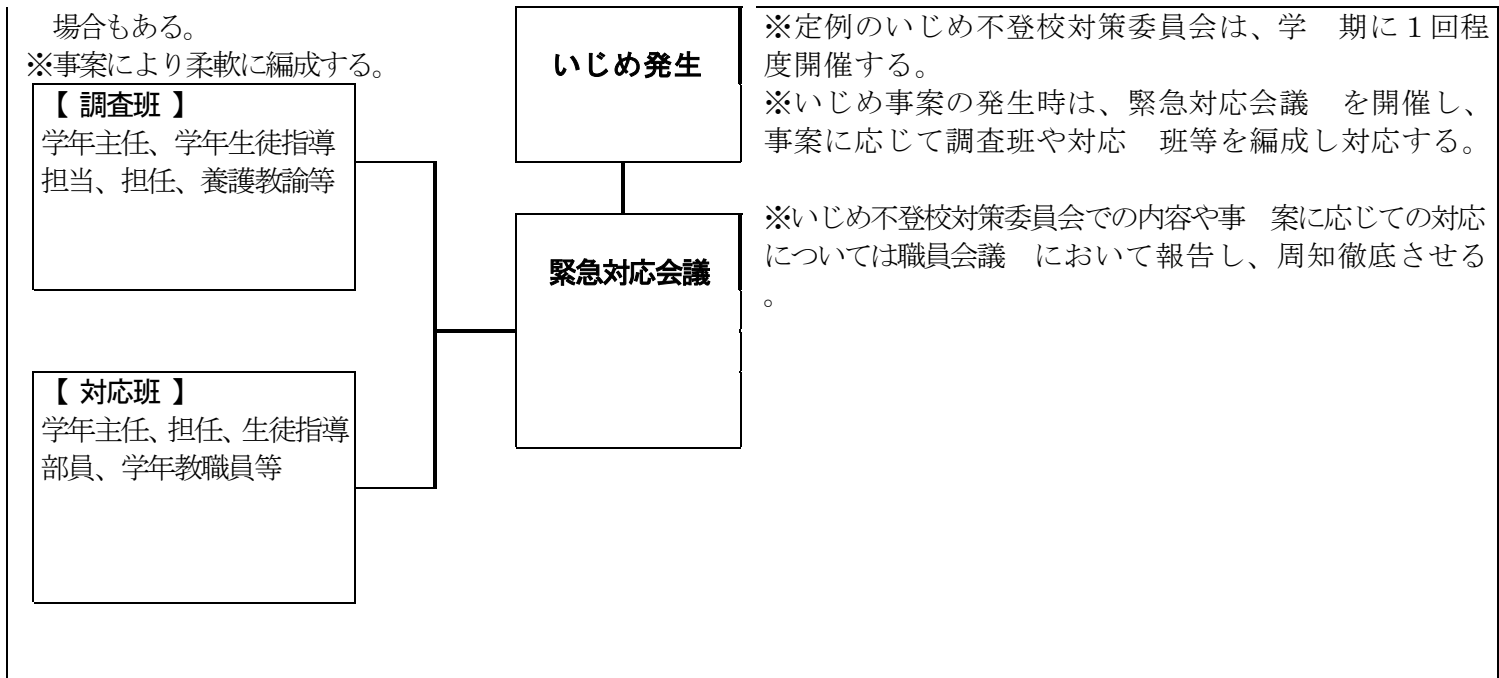 場合もある。
※事案により柔軟に編成する。
【 調査班 】
学年主任、学年生徒指導
担当、担任、養護教諭等
【 対応班 】
学年主任、担任、生徒指導
部員、学年教職員等
いじめ発生
緊急対応会議
※定例のいじめ不登校対策委員会は、学　期に１回程
度開催する。
※いじめ事案の発生時は、緊急対応会議　を開催し、
事案に応じて調査班や対応　班等を編成し対応する。
※いじめ不登校対策委員会での内容や事　案に応じての対応
については職員会議　において報告し、周知徹底させる
。